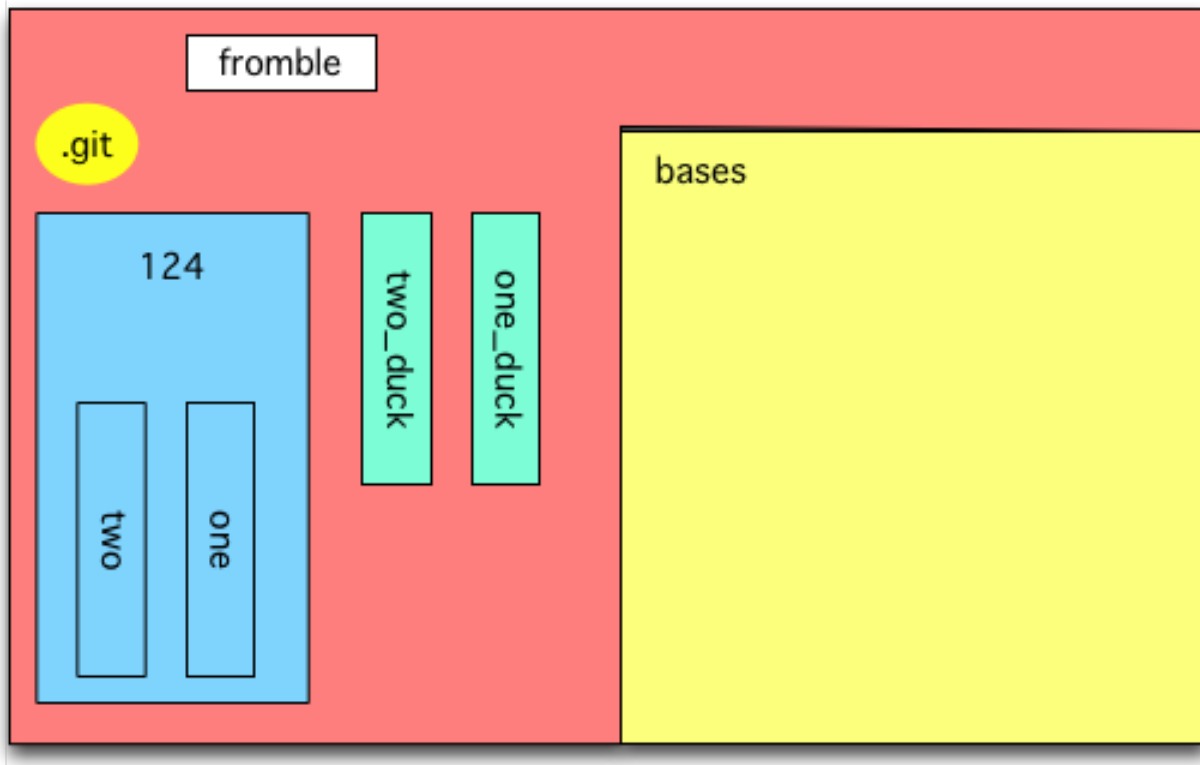 fromble
.git
bases
124
two_duck
one_duck
two
one